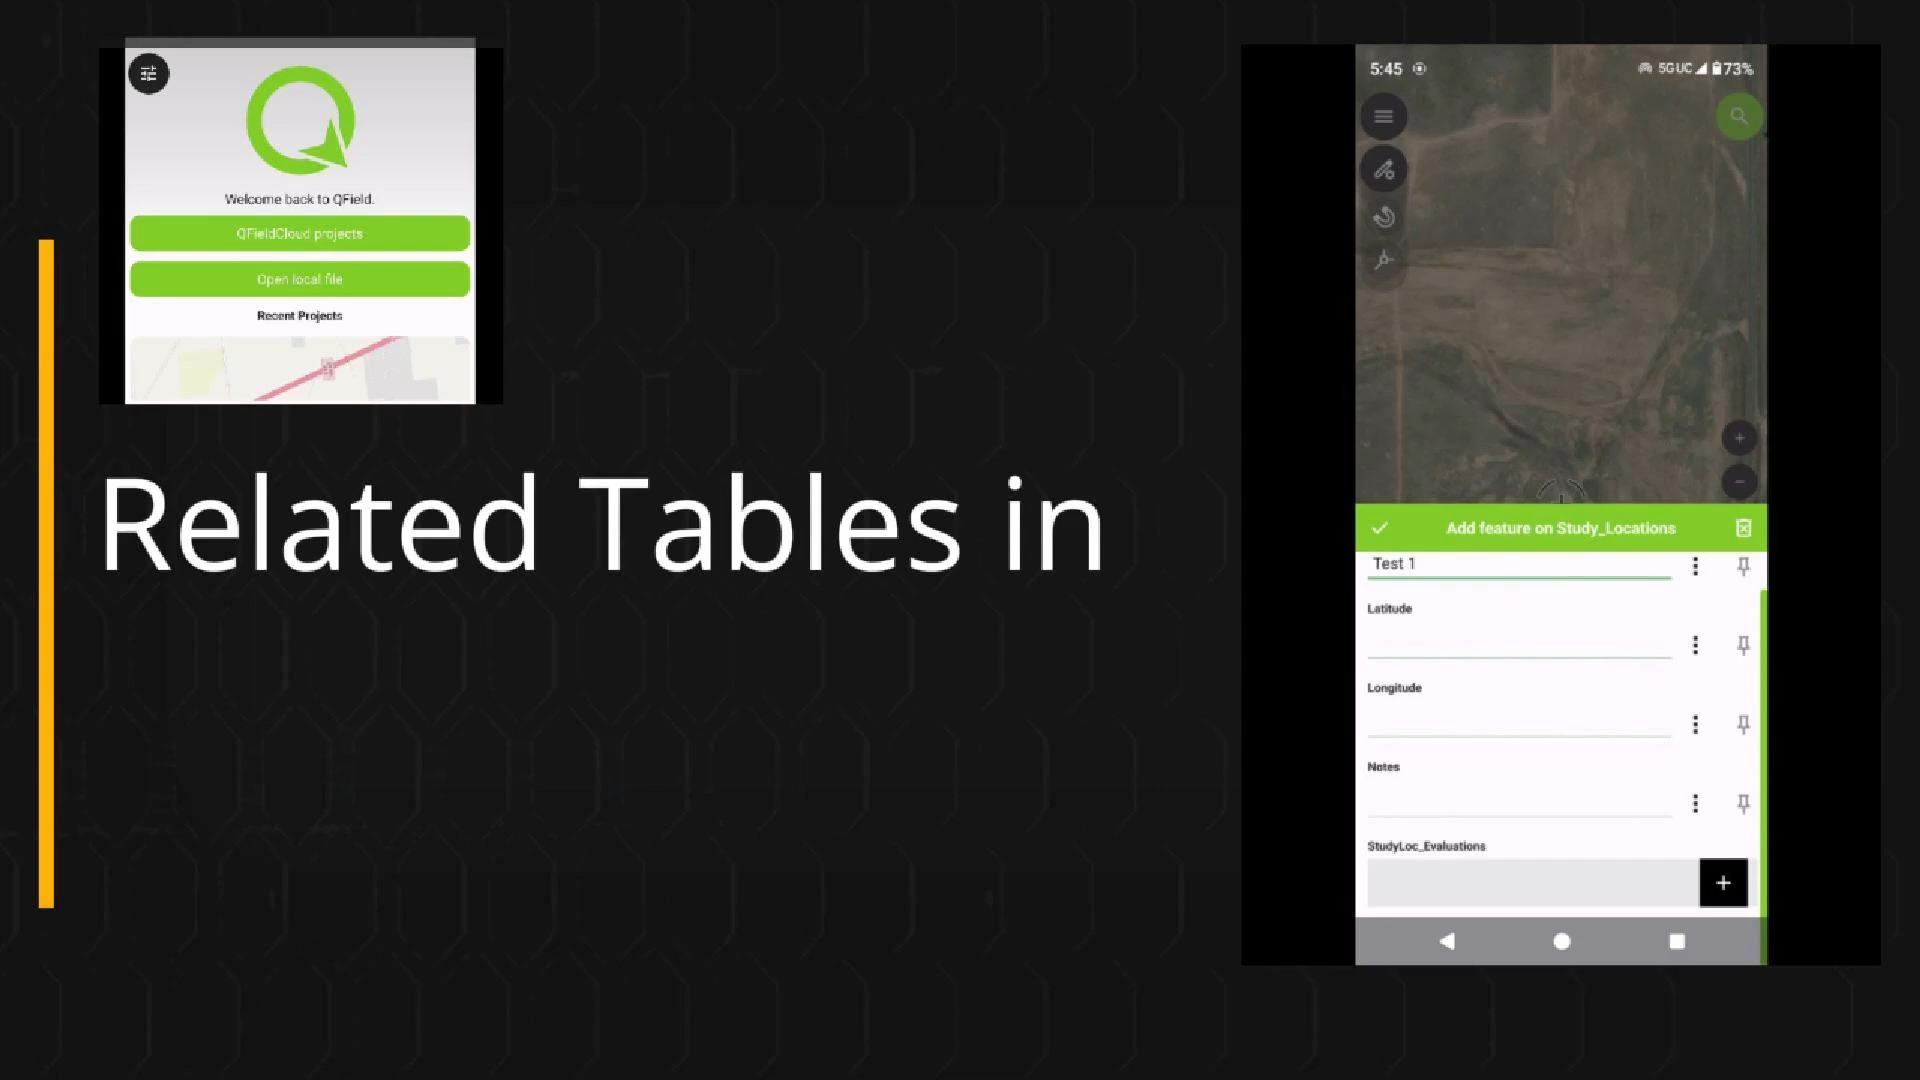 Welcome back to QField.
QFieldCloud projects
Open local file
Recent Projects
Related Tables in
5:45
5G UC 73%
Add feature on Study_Locations
Test 1
Latitude
Longitude
Notes
StudyLoc_Evaluations